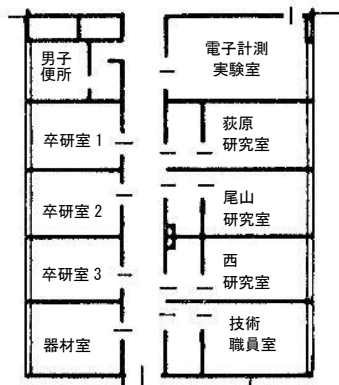 男子
便所
電子計測
実験室
卒研室 1
荻原
研究室
卒研室 2
尾山
研究室
卒研室 3
西
研究室
器材室
技術
職員室